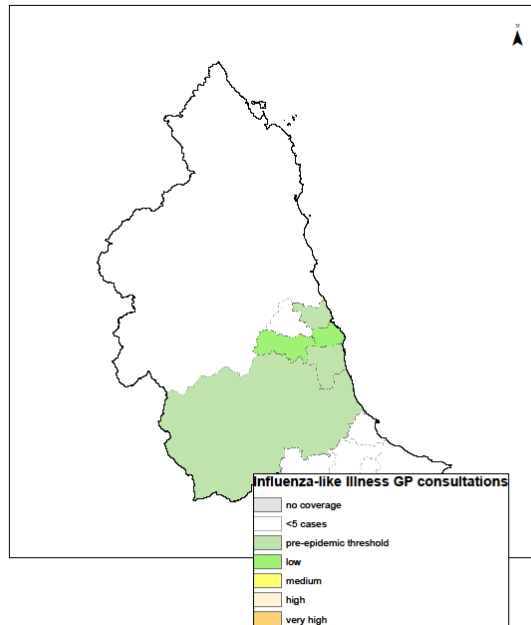 Influenza-like Illness GP consultations
no coverage
<5 cases
pre-epidemic threshold
low
medium
high
very high